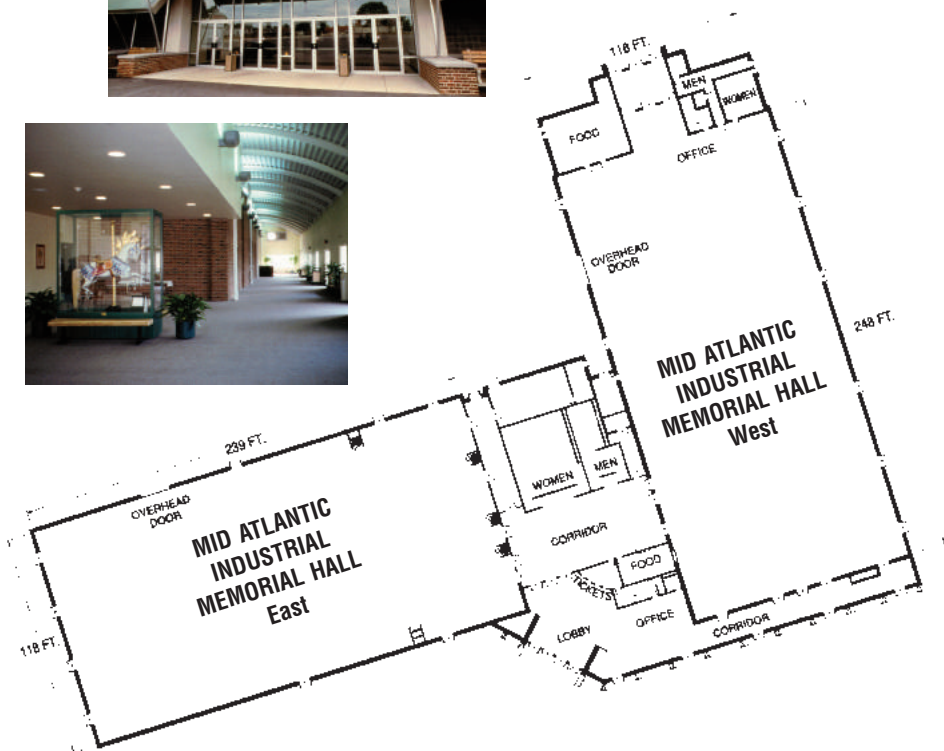 118 FT.
MEN
WOMEN
FOOD
OFFICE
OVERHEAD
DOOR
248 FT.
MID ATLANTIC
INDUSTRIAL
MEMORIAL HALL
West
239 FT.
OVERHEAD
DOOR
MID ATLANTIC
INDUSTRIAL
MEMORIAL HALL
East
118 FT.
WOMEN
MEN
CORRIDOR
FOOD
TICKETS
LOBBY
OFFICE
CORRIDOR